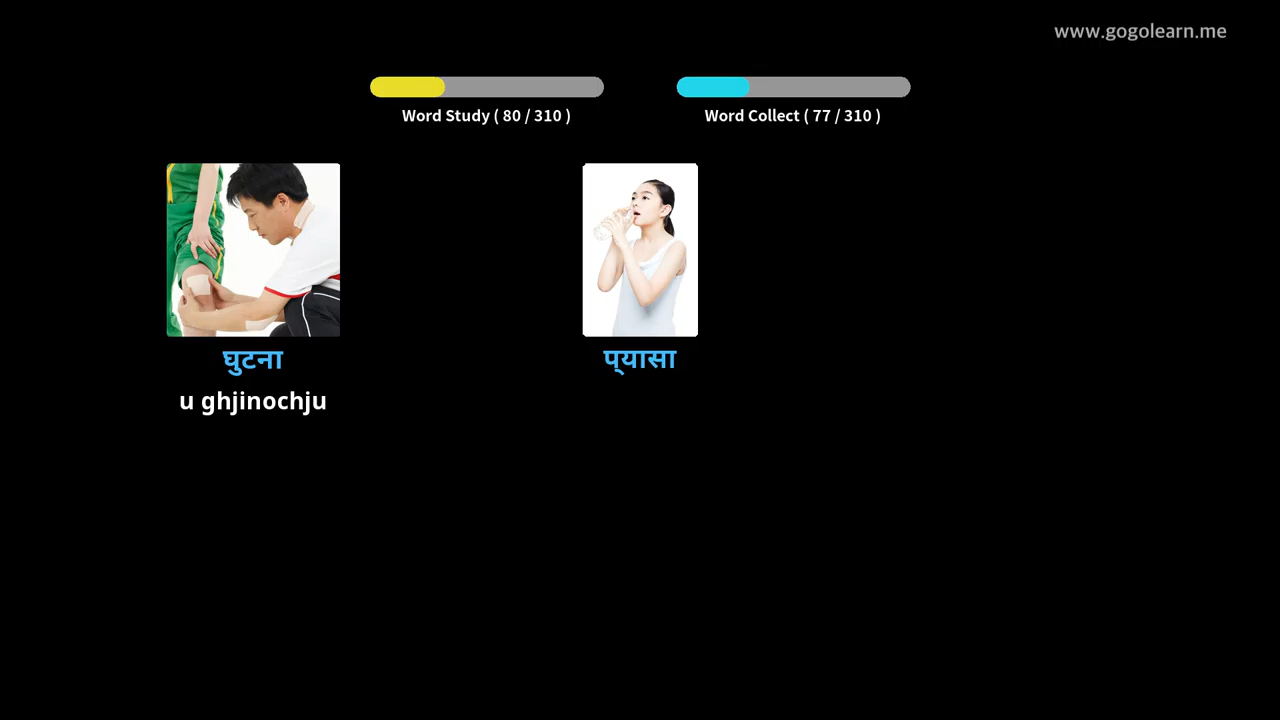 www.gogolearn.me
Word Study ( 80 / 310 )
Word Collect ( 77 / 310 )
घुटना
प्यासा
u ghjinochju